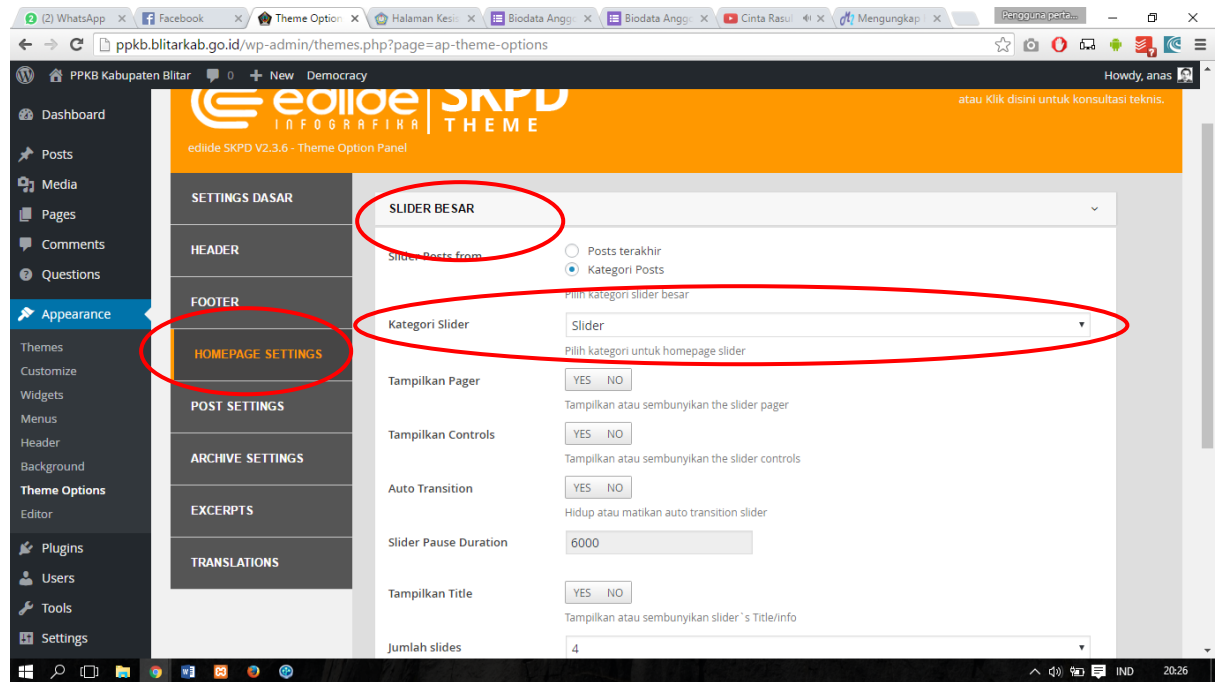 (2) WhatsApp
Facebook
Theme Option
Halaman Kesi
Biodata Angg
Biodata Angg
Cinta Rasul
Mengungkap
Pengguna perta...
ppkb.blitarkab.go.id/wp-admin/themes.php?page=ap-theme-options
PPKB Kabupaten Blitar 0 + New Democracy
Howdy, anas
edide SKPD
INFOGRAFIKA THEME
atau Klik disini untuk konsultasi teknis.
ediide SKPD V2.3.6 - Theme Option Panel
Dashboard
Posts
Media
Pages
Comments
Questions
Appearance
Themes
Customize
Widgets
Menus
Header
Background
Theme Options
Editor
Plugins
Users
Tools
Settings
SETTINGS DASAR
HEADER
FOOTER
HOMEPAGE SETTINGS
POST SETTINGS
ARCHIVE SETTINGS
EXCERPTS
TRANSLATIONS
SLIDER BESAR
Slider Posts from
Posts terakhir
Kategori Posts
Pilih kategori slider besar
Kategori Slider
Slider
Pilih kategori untuk homepage slider
Tampilkan Pager
YES NO
Tampilkan atau sembunyikan the slider pager
Tampilkan Controls
YES NO
Tampilkan atau sembunyikan the slider controls
Auto Transition
YES NO
Hidup atau matikan auto transition slider
Slider Pause Duration
6000
Tampilkan Title
YES NO
Tampilkan atau sembunyikan slider`s Title/info
Jumlah slides
4
IND
20:26